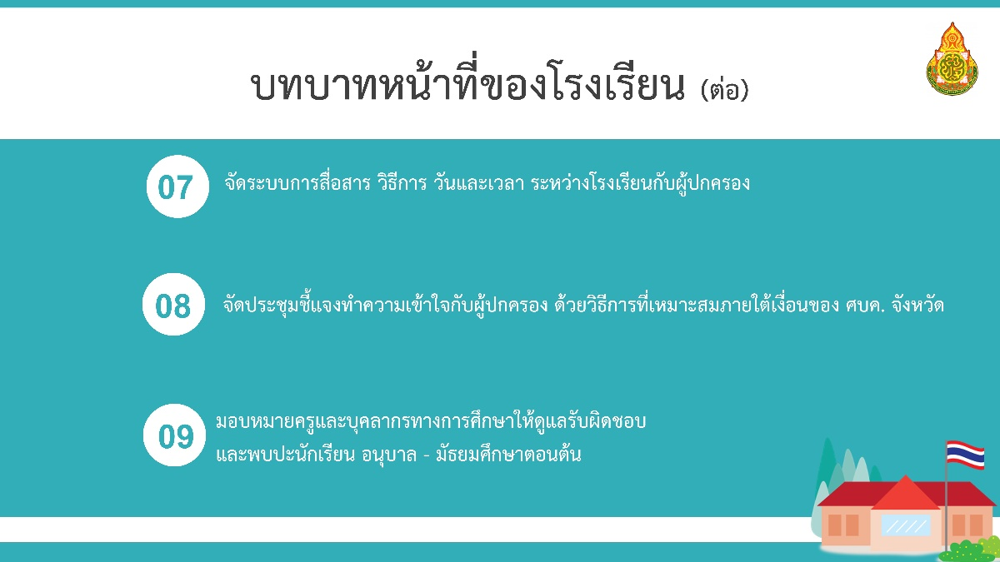 บทบาทหน้าที่ของโรงเรียน (ต่อ)
07 จัดระบบการสื่อสาร วิธีการ วันและเวลา ระหว่างโรงเรียนกับผู้ปกครอง
08 จัดประชุมชี้แจงทำความเข้าใจกับผู้ปกครอง ด้วยวิธีการที่เหมาะสมภายใต้เงื่อนของ ศบค. จังหวัด
09 มอบหมายครูและบุคลากรทางการศึกษาให้ดูแลรับผิดชอบ
และพบปะนักเรียน อนุบาล - มัธยมศึกษาตอนต้น